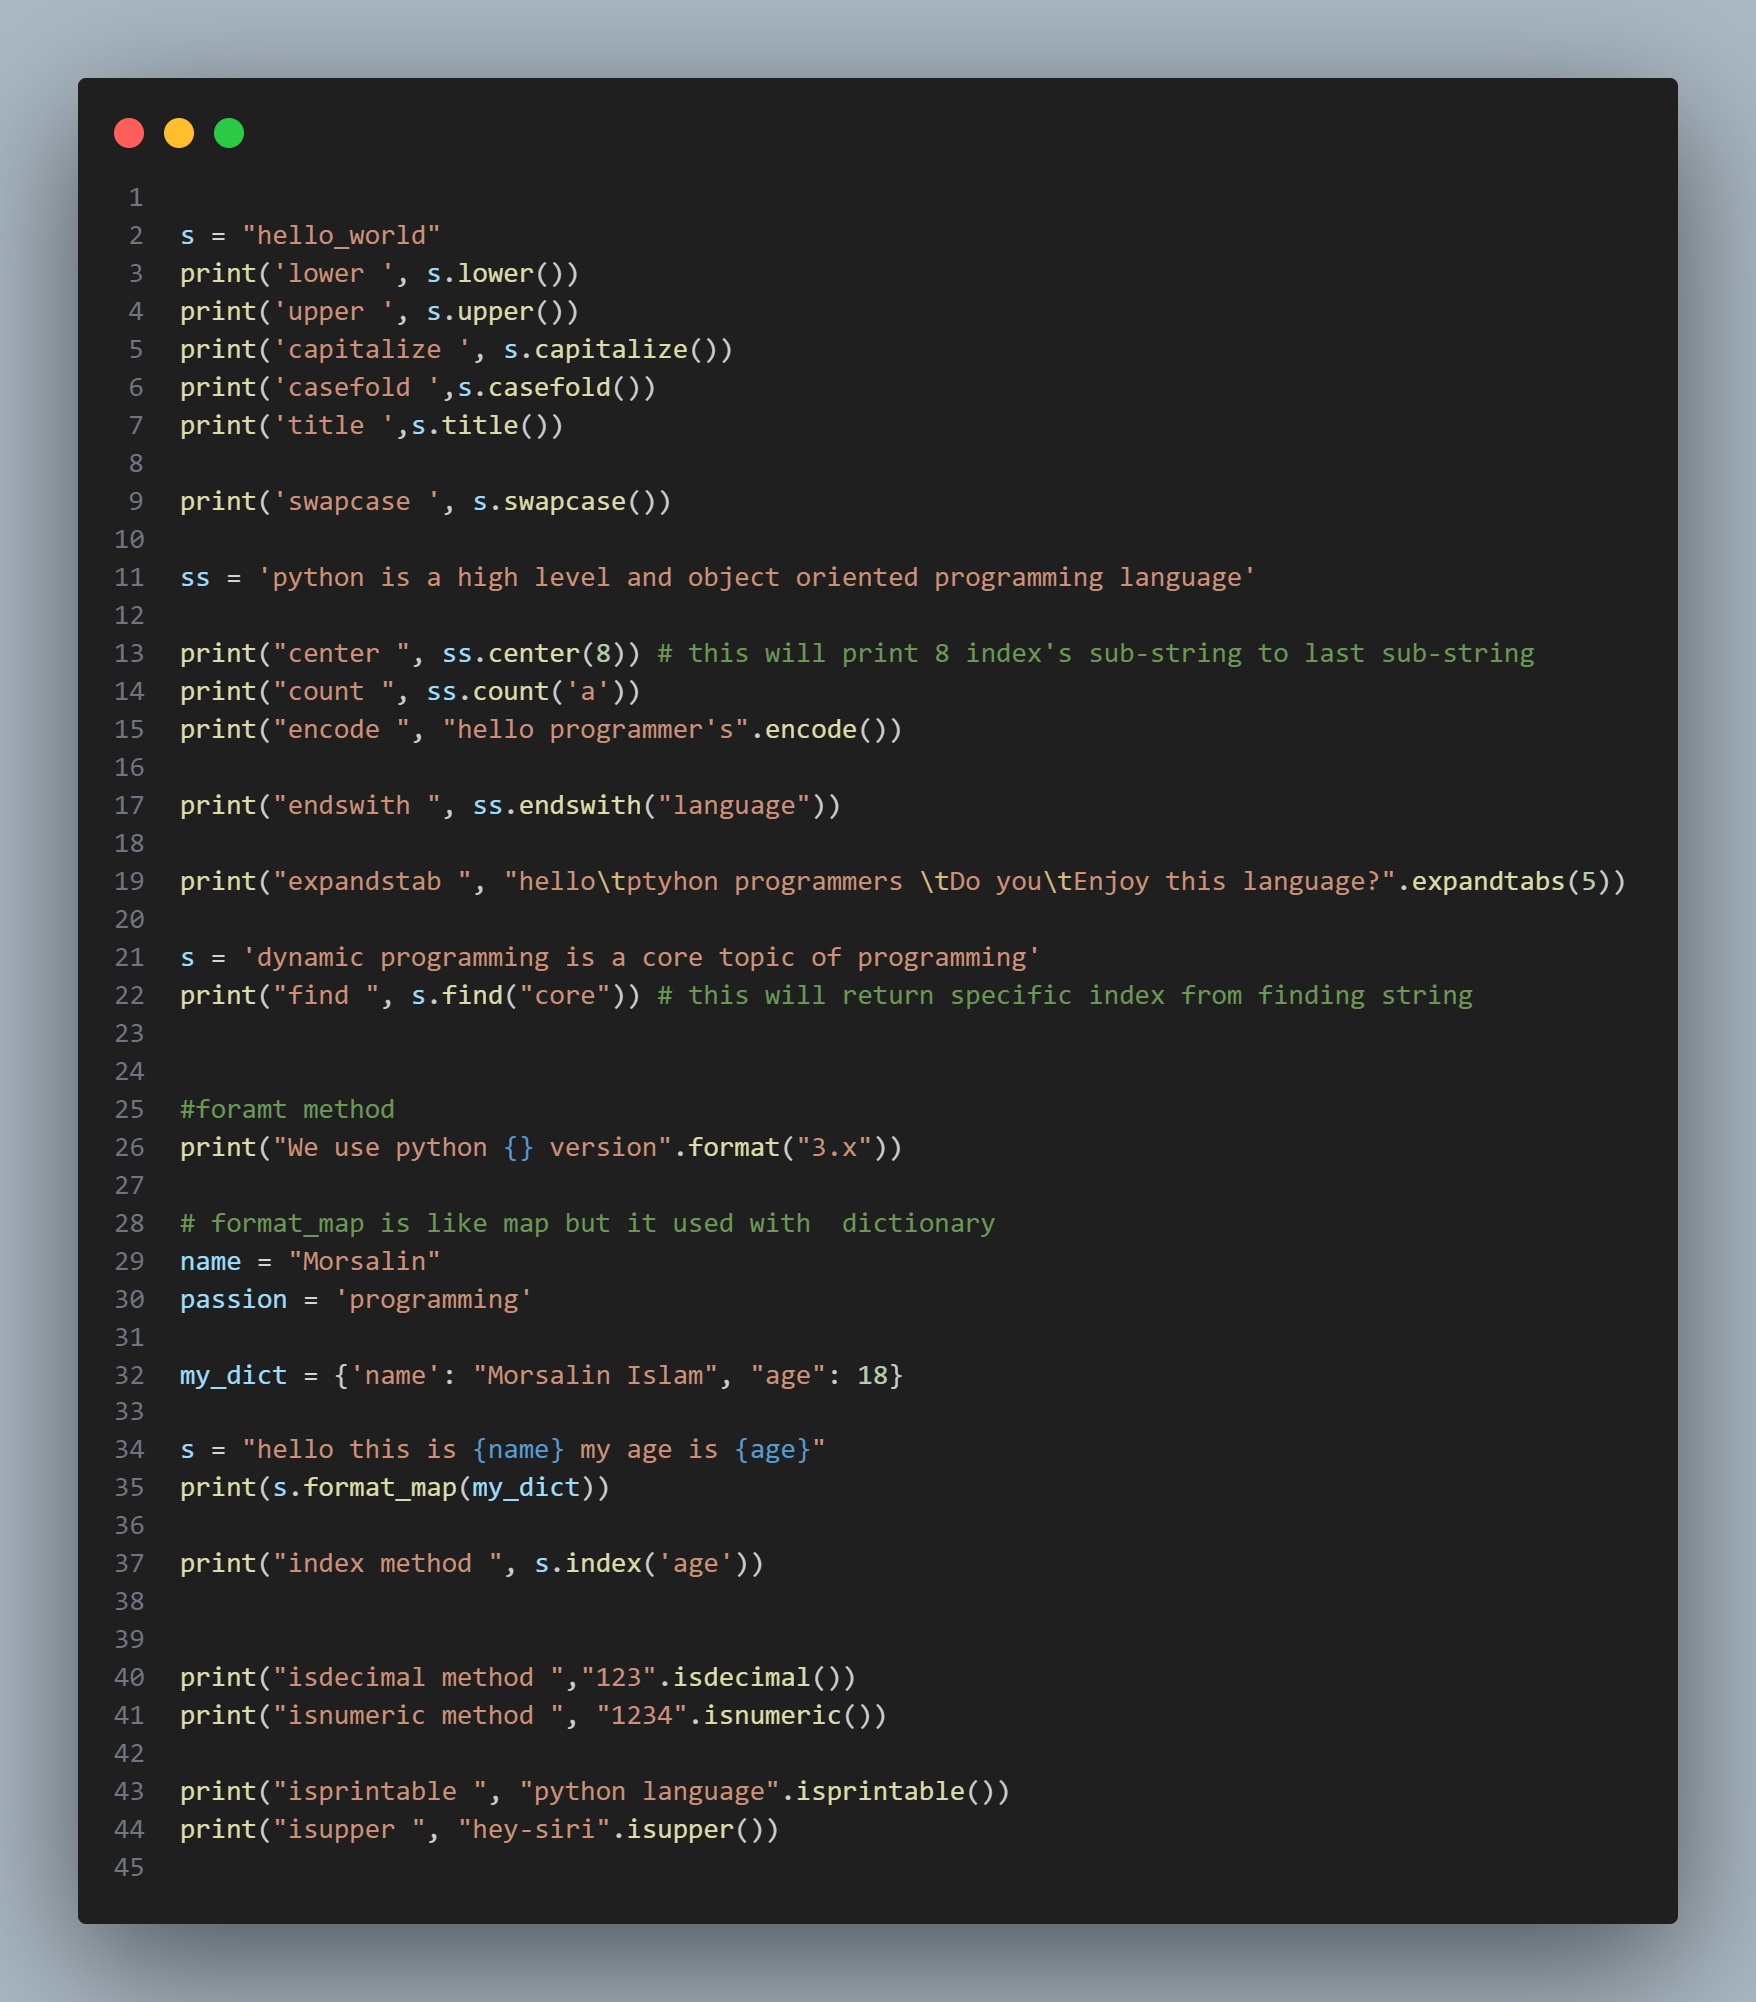 1
2 s = "hello_world"
3 print('lower ', s.lower())
4 print('upper ', s.upper())
5 print('capitalize ', s.capitalize())
6 print('casefold ',s.casefold())
7 print('title ',s.title())
8
9 print('swapcase ', s.swapcase())
10
11 ss = 'python is a high level and object oriented programming language'
12
13 print("center ", ss.center(8)) # this will print 8 index's sub-string to last sub-string
14 print("count ", ss.count('a'))
15 print("encode ", "hello programmer's".encode())
16
17 print("endswith ", ss.endswith("language"))
18
19 print("expandstab ", "hello\tptyhon programmers \tDo you\tEnjoy this language?".expandtabs(5))
20
21 s = 'dynamic programming is a core topic of programming'
22 print("find ", s.find("core")) # this will return specific index from finding string
23
24
25 #foramt method
26 print("We use python {} version".format("3.x"))
27
28 # format_map is like map but it used with  dictionary
29 name = "Morsalin"
30 passion = 'programming'
31
32 my_dict = {'name': "Morsalin Islam", "age": 18}
33
34 s = "hello this is {name} my age is {age}"
35 print(s.format_map(my_dict))
36
37 print("index method ", s.index('age'))
38
39
40 print("isdecimal method ","123".isdecimal())
41 print("isnumeric method ", "1234".isnumeric())
42
43 print("isprintable ", "python language".isprintable())
44 print("isupper ", "hey-siri".isupper())
45